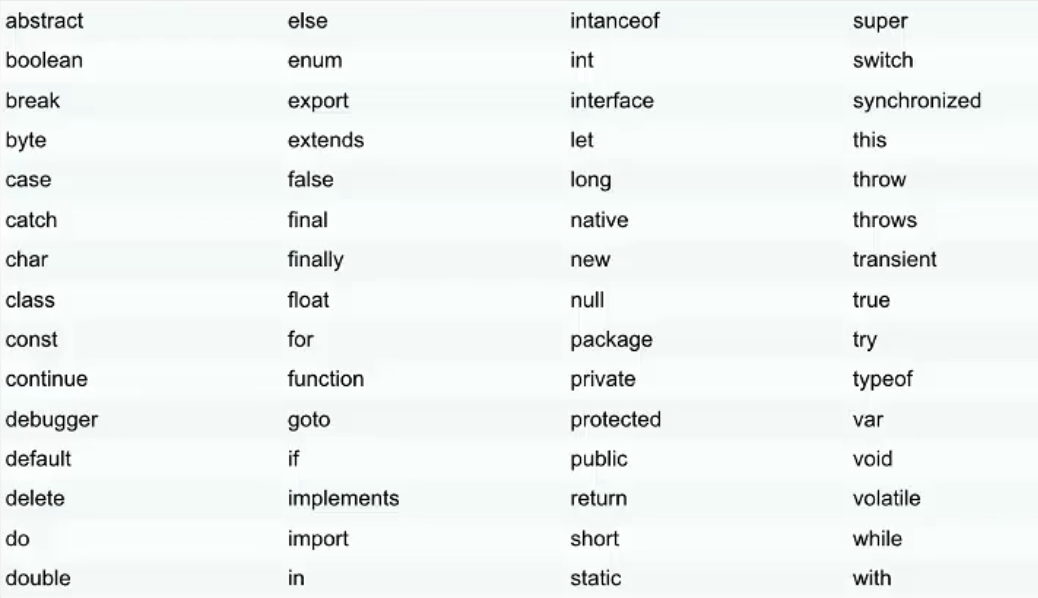 abstract else intanceof super
boolean enum int switch
break export interface synchronized
byte extends let this
case false long throw
catch final native throws
char finally new transient
class float null true
const for package try
continue function private typeof
debugger goto protected var
default if public void
delete implements return volatile
do import short while
double in static with